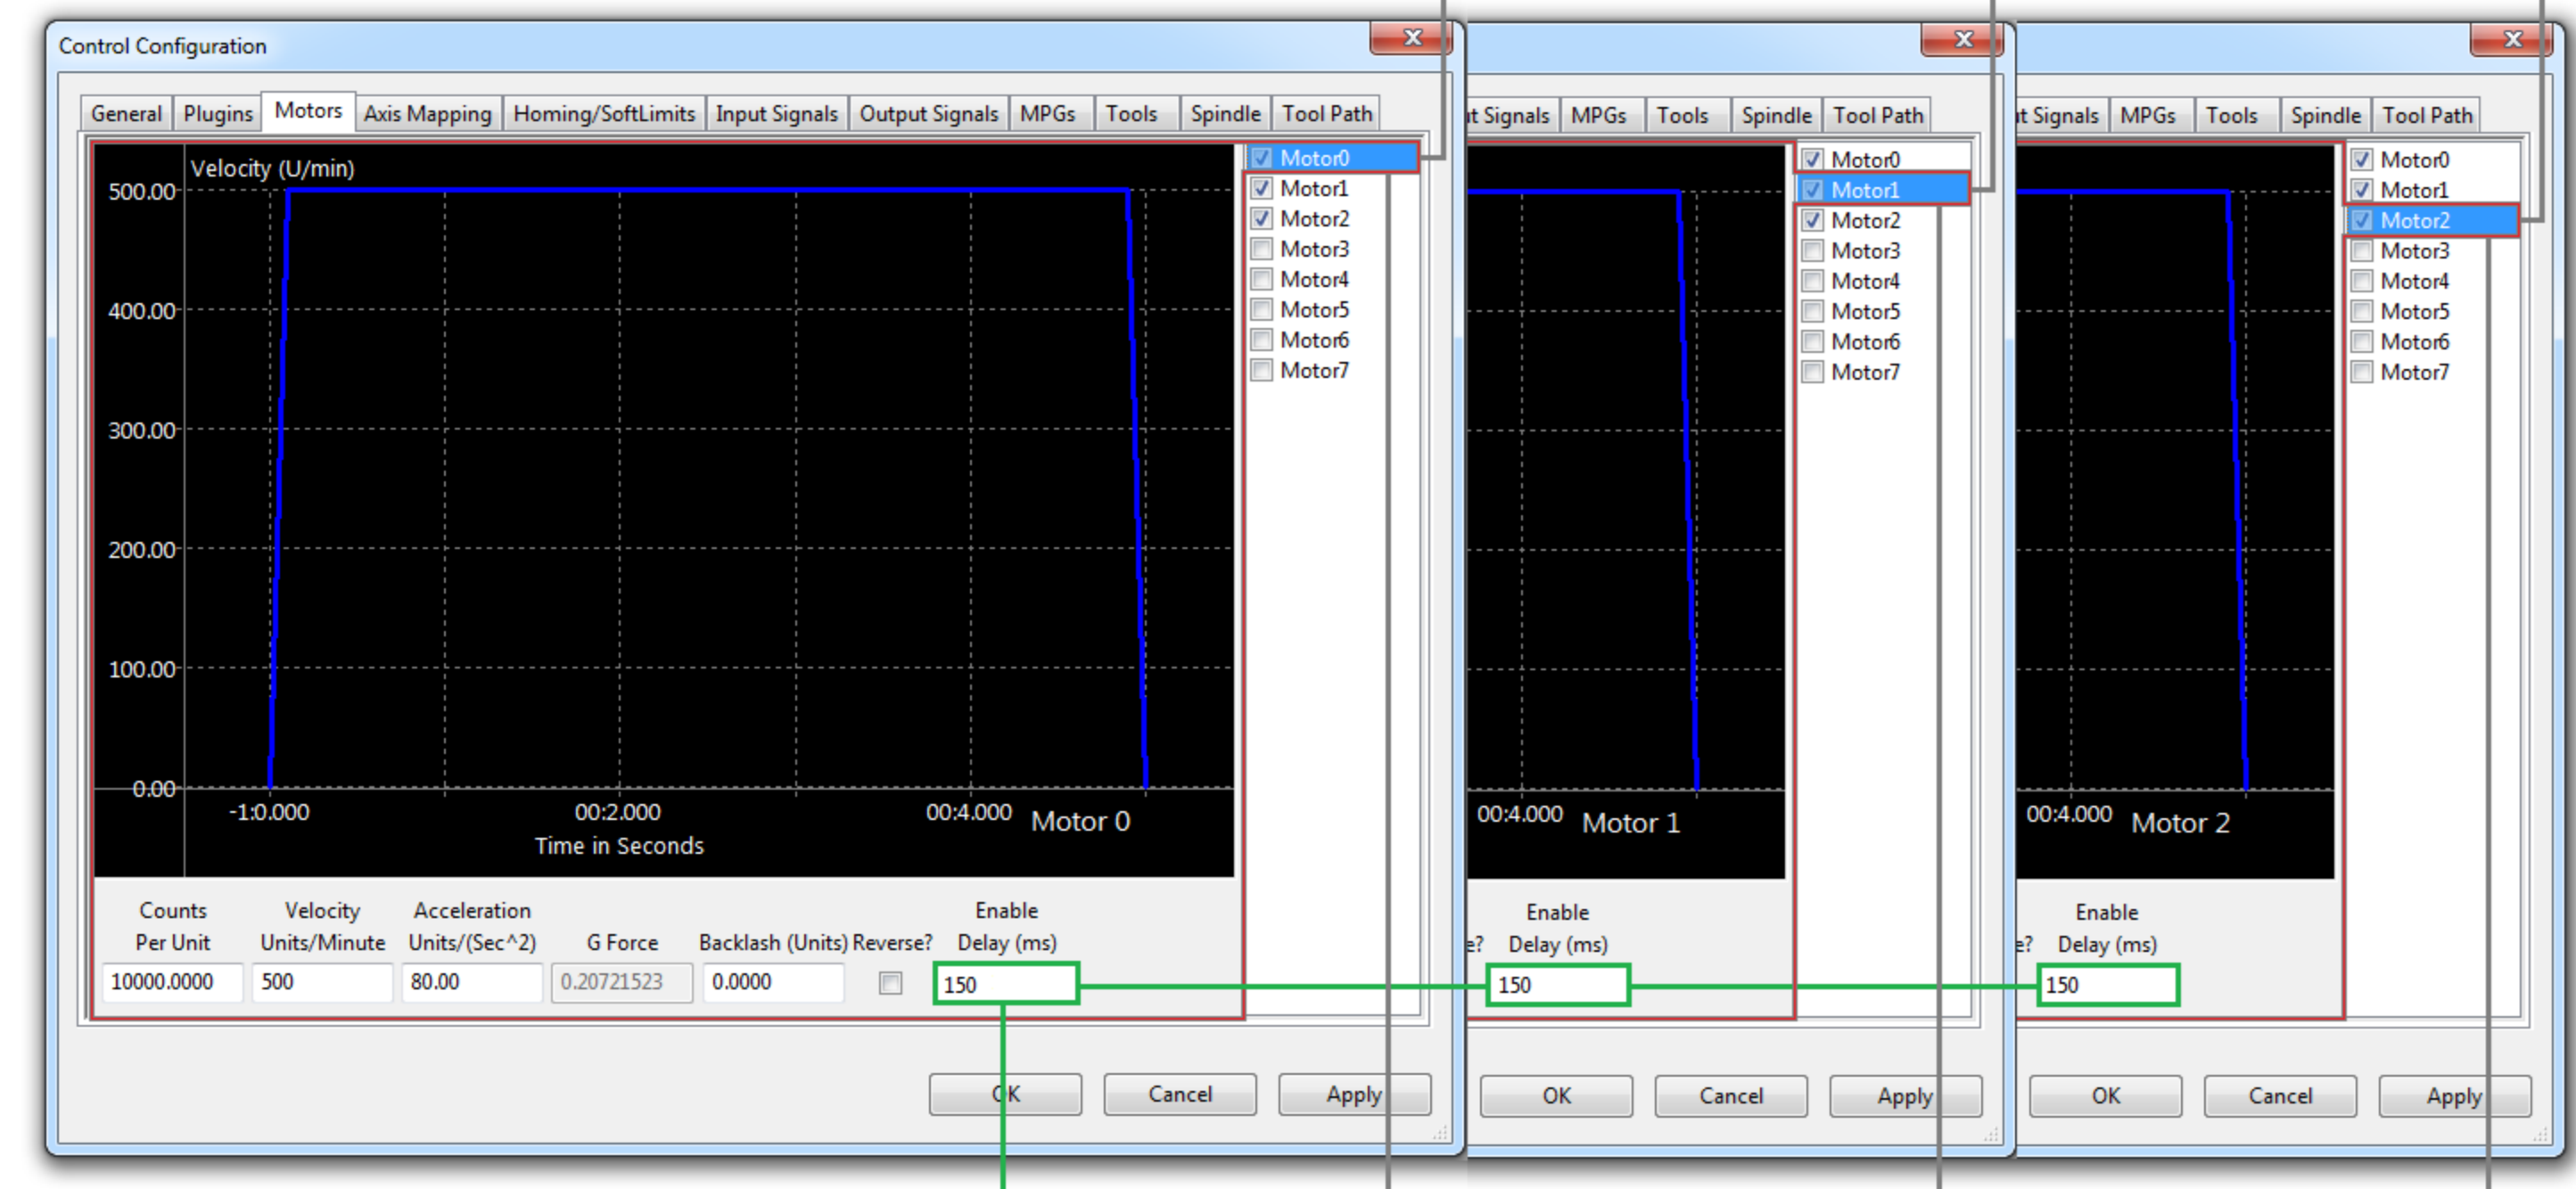 Control Configuration
General Plugins Motors Axis Mapping Homing/SoftLimits Input Signals Output Signals MPGs Tools Spindle Tool Path
Velocity (U/min)
500.00
400.00
300.00
200.00
100.00
0.00
-1:0.000 00:2.000 00:4.000 Motor 0
Time in Seconds
Motor0
Motor1
Motor2
Motor3
Motor4
Motor5
Motor6
Motor7
Counts Per Unit
Velocity Units/Minute
Acceleration Units/(Sec^2)
G Force
Backlash (Units)
Reverse?
Enable Delay (ms)
10000.0000 500 80.00 0.20721523 0.0000 150
OK Cancel Apply
ut Signals MPGs Tools Spindle Tool Path
Motor0
Motor1
Motor2
Motor3
Motor4
Motor5
Motor6
Motor7
00:4.000 Motor 1
Enable
e? Delay (ms)
150
OK Cancel Apply
ut Signals MPGs Tools Spindle Tool Path
Motor0
Motor1
Motor2
Motor3
Motor4
Motor5
Motor6
Motor7
00:4.000 Motor 2
Enable
e? Delay (ms)
150
OK Cancel Apply